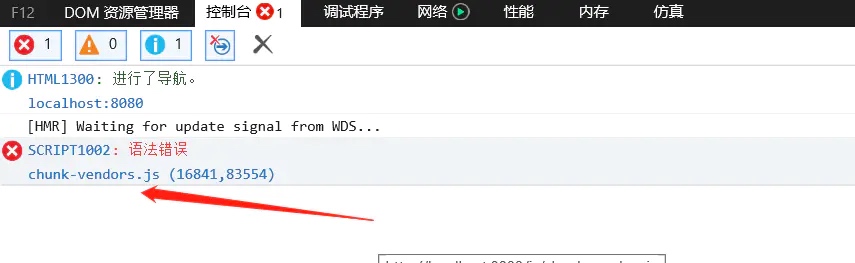 F12 DOM 资源管理器 控制台 1 调试程序 网络 性能 内存 仿真
1 0 1
HTML1300: 进行了导航。
localhost:8080
[HMR] Waiting for update signal from WDS...
SCRIPT1002: 语法错误
chunk-vendors.js (16841,83554)